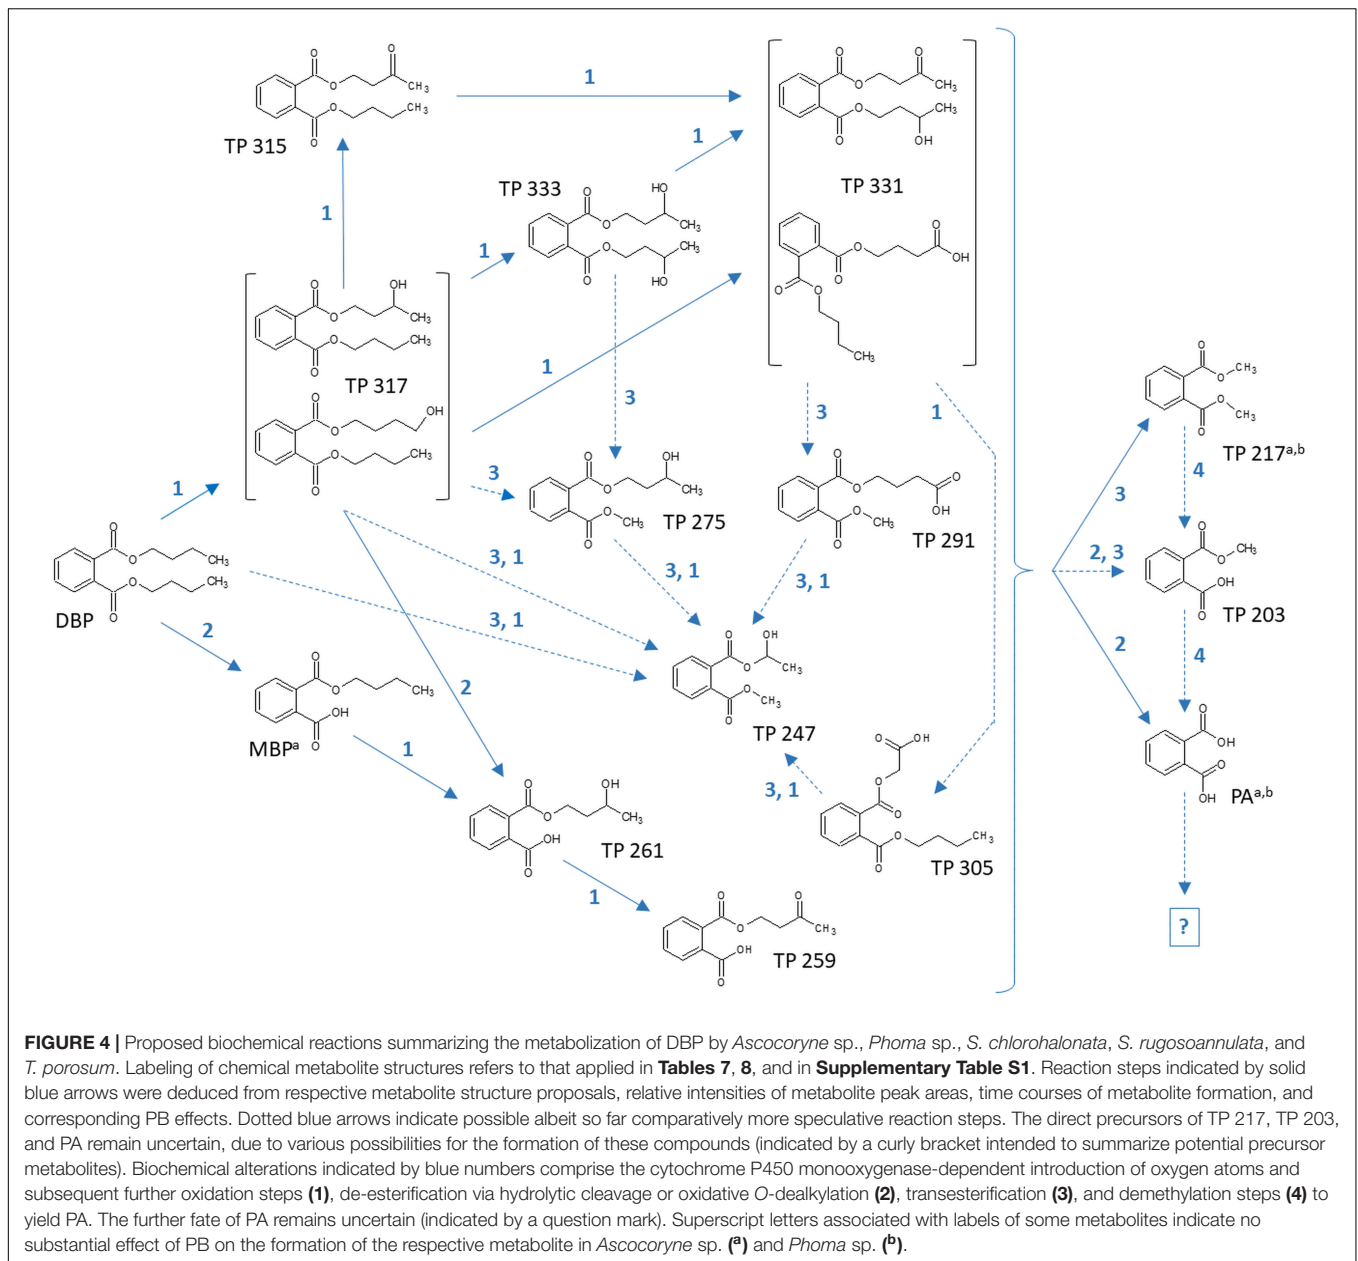 TP 315
TP 333
TP 331
TP 317
TP 275
TP 291
TP 217a,b
TP 203
DBP
MBPa
TP 247
TP 261
TP 305
TP 259
PAa,b
?
1
1
1
1
1
1
1
1
1
2
2
2
2, 3
3
3
3
3
3, 1
3, 1
3, 1
3, 1
3, 1
4
4
FIGURE 4 | Proposed biochemical reactions summarizing the metabolization of DBP by Ascocoryne sp., Phoma sp., S. chlorohalonata, S. rugosoannulata, and
T. porosum. Labeling of chemical metabolite structures refers to that applied in Tables 7, 8, and in Supplementary Table S1. Reaction steps indicated by solid
blue arrows were deduced from respective metabolite structure proposals, relative intensities of metabolite peak areas, time courses of metabolite formation, and
corresponding PB effects. Dotted blue arrows indicate possible albeit so far comparatively more speculative reaction steps. The direct precursors of TP 217, TP 203,
and PA remain uncertain, due to various possibilities for the formation of these compounds (indicated by a curly bracket intended to summarize potential precursor
metabolites). Biochemical alterations indicated by blue numbers comprise the cytochrome P450 monooxygenase-dependent introduction of oxygen atoms and
subsequent further oxidation steps (1), de-esterification via hydrolytic cleavage or oxidative O-dealkylation (2), transesterification (3), and demethylation steps (4) to
yield PA. The further fate of PA remains uncertain (indicated by a question mark). Superscript letters associated with labels of some metabolites indicate no
substantial effect of PB on the formation of the respective metabolite in Ascocoryne sp. (a) and Phoma sp. (b).